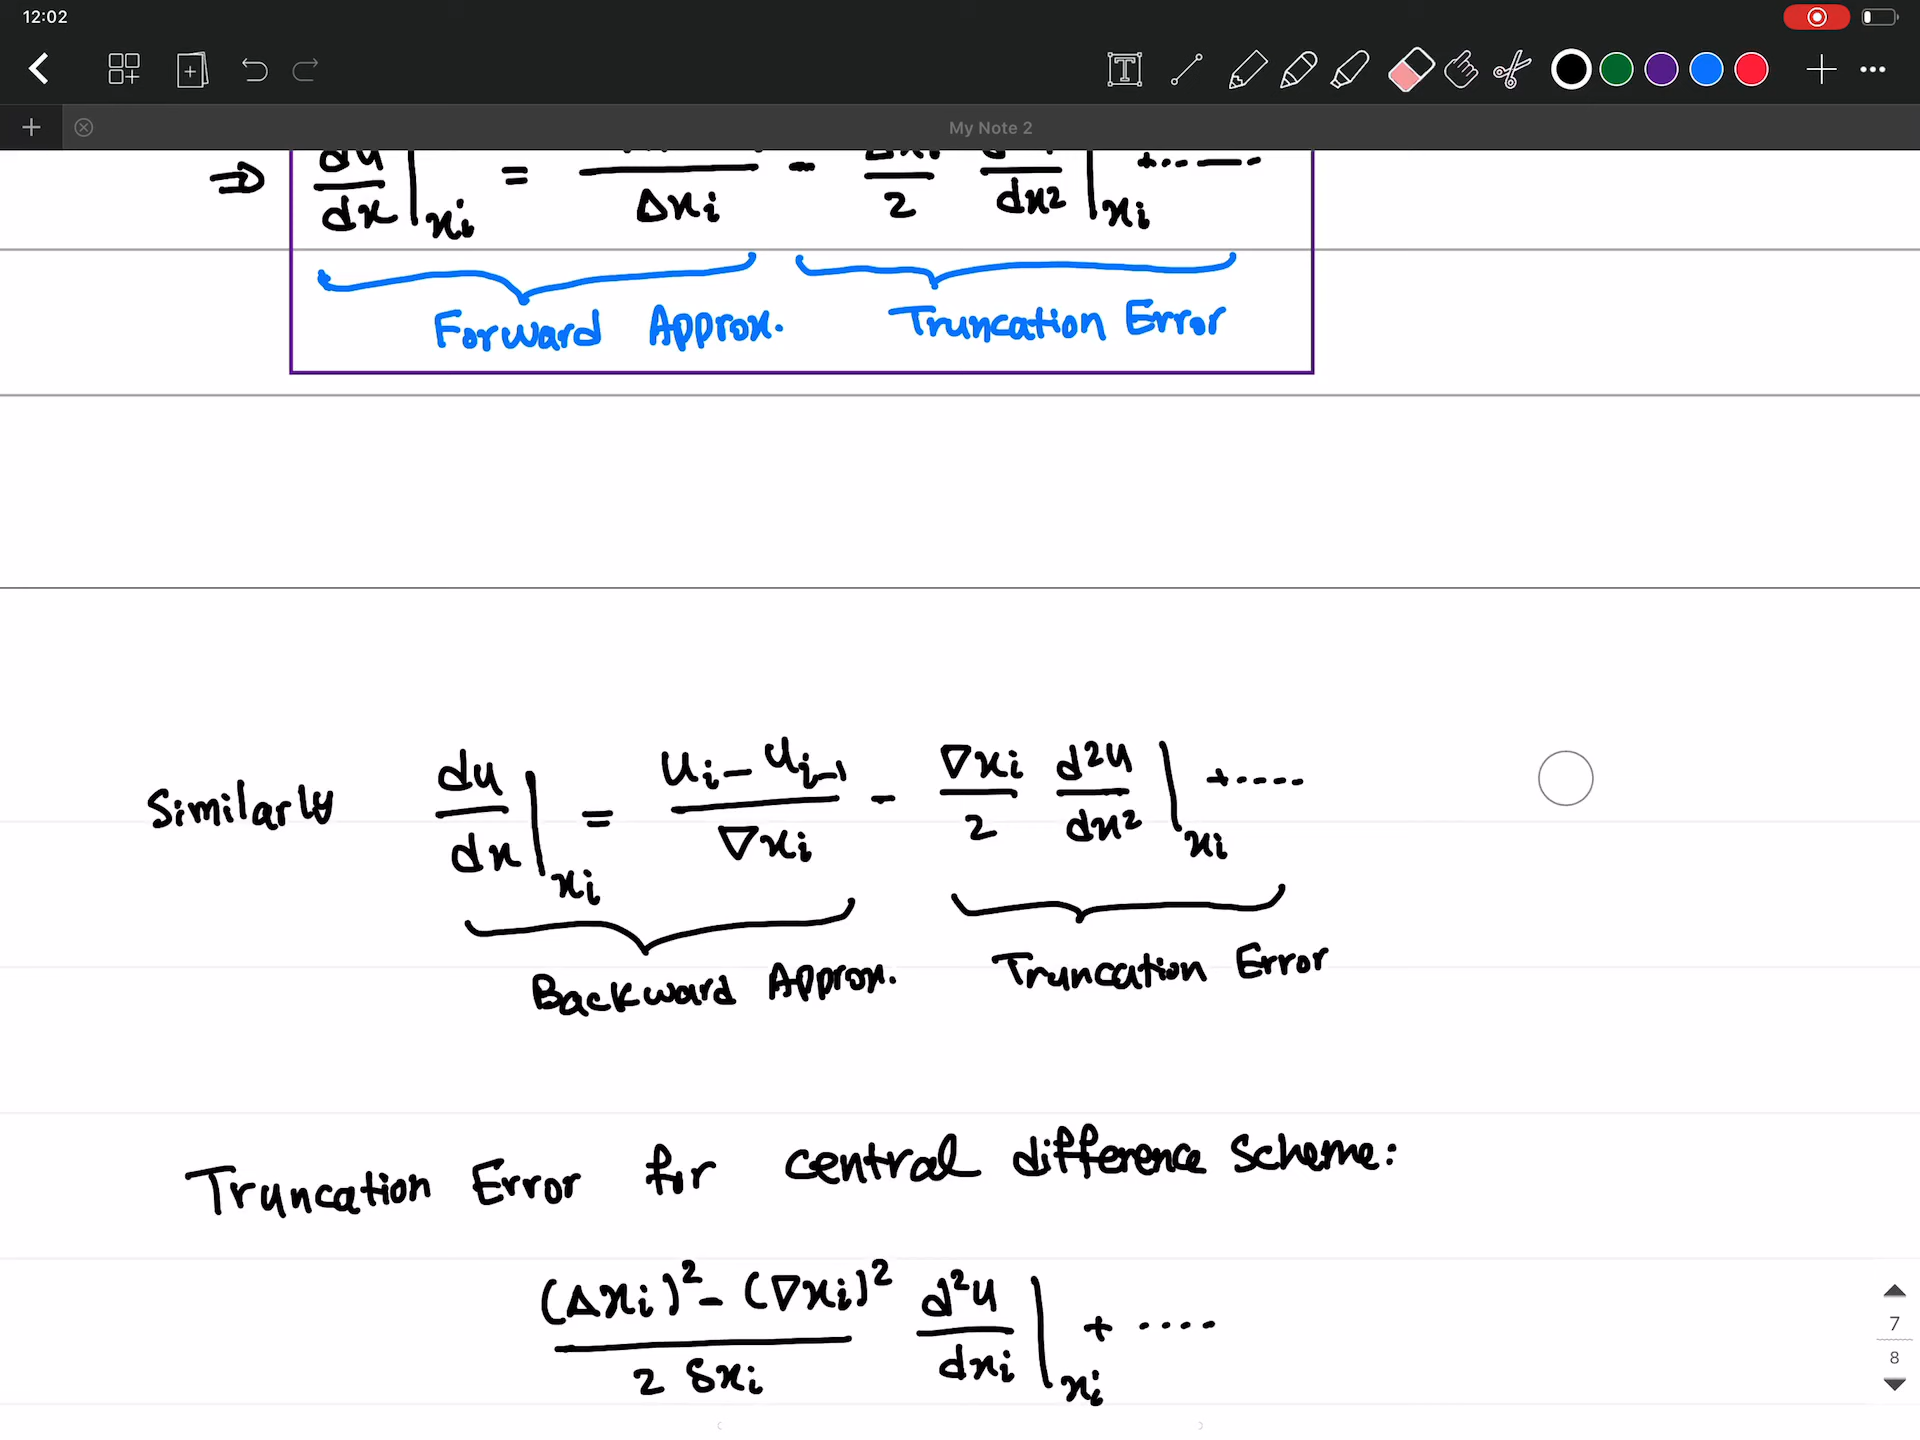 12:02
My Note 2
⇒ du/dx |xi = /Δxi - Δxi/2 d²u/dx² |xi +.....
Forward Approx. Truncation Error
Similarly du/dx |xi = ui - ui-1/∇xi - ∇xi/2 d²u/dx² |xi +.....
Backward Approx. Truncation Error
Truncation Error for central difference Scheme:
(Δxi)² - (∇xi)²/2 δxi d²u/dxi |xi + ....
7
8